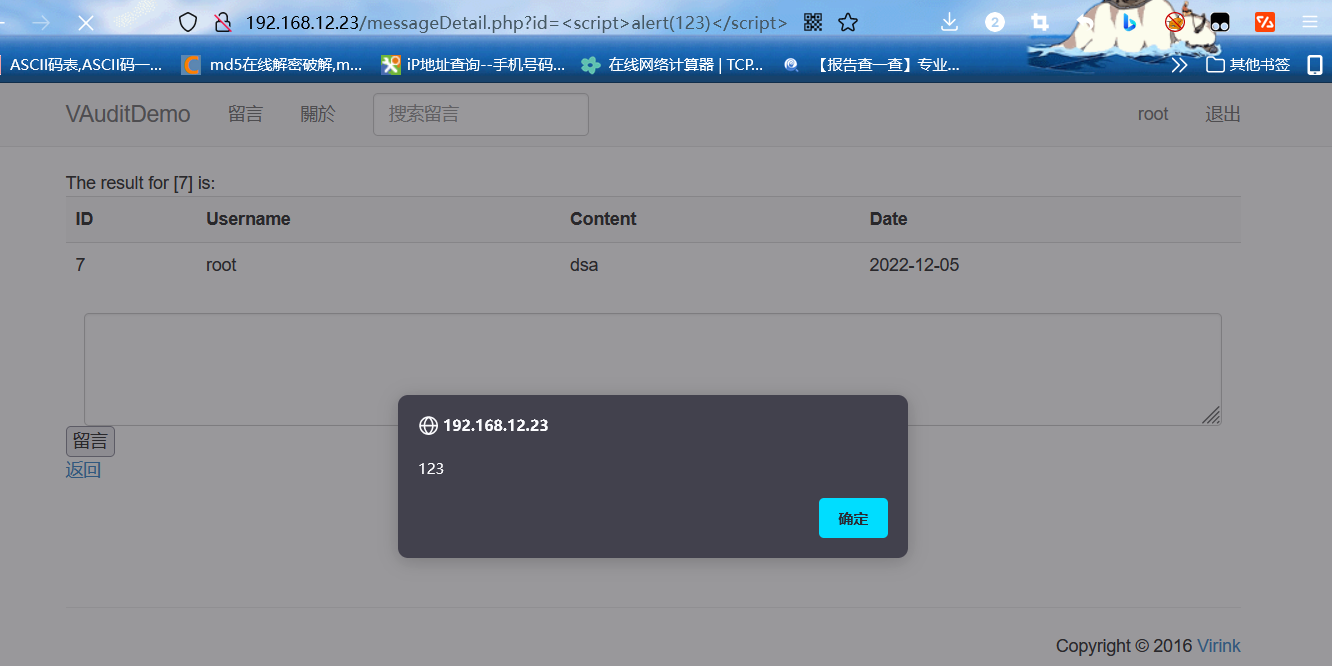 192.168.12.23/messageDetail.php?id=<script>alert(123)</script>
2
ASCII码表,ASCII码一... md5在线解密破解,m... iP地址查询--手机号码... 在线网络计算器 | TCP... 【报告查一查】专业... 其他书签
VAuditDemo 留言 關於 搜索留言 root 退出
The result for [7] is:
ID Username Content Date
7 root dsa 2022-12-05
192.168.12.23
123
确定
留言
返回
Copyright © 2016 Virink